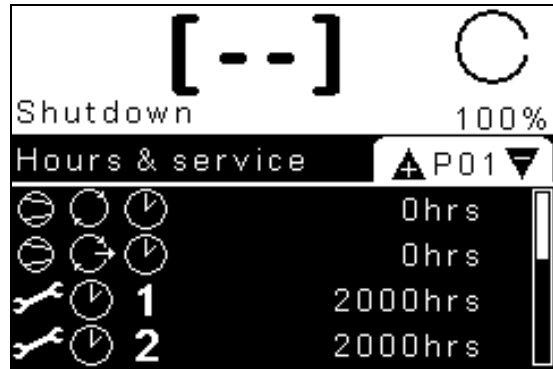 [--]
Shutdown 100%
Hours & service P01
0hrs
0hrs
1 2000hrs
2 2000hrs